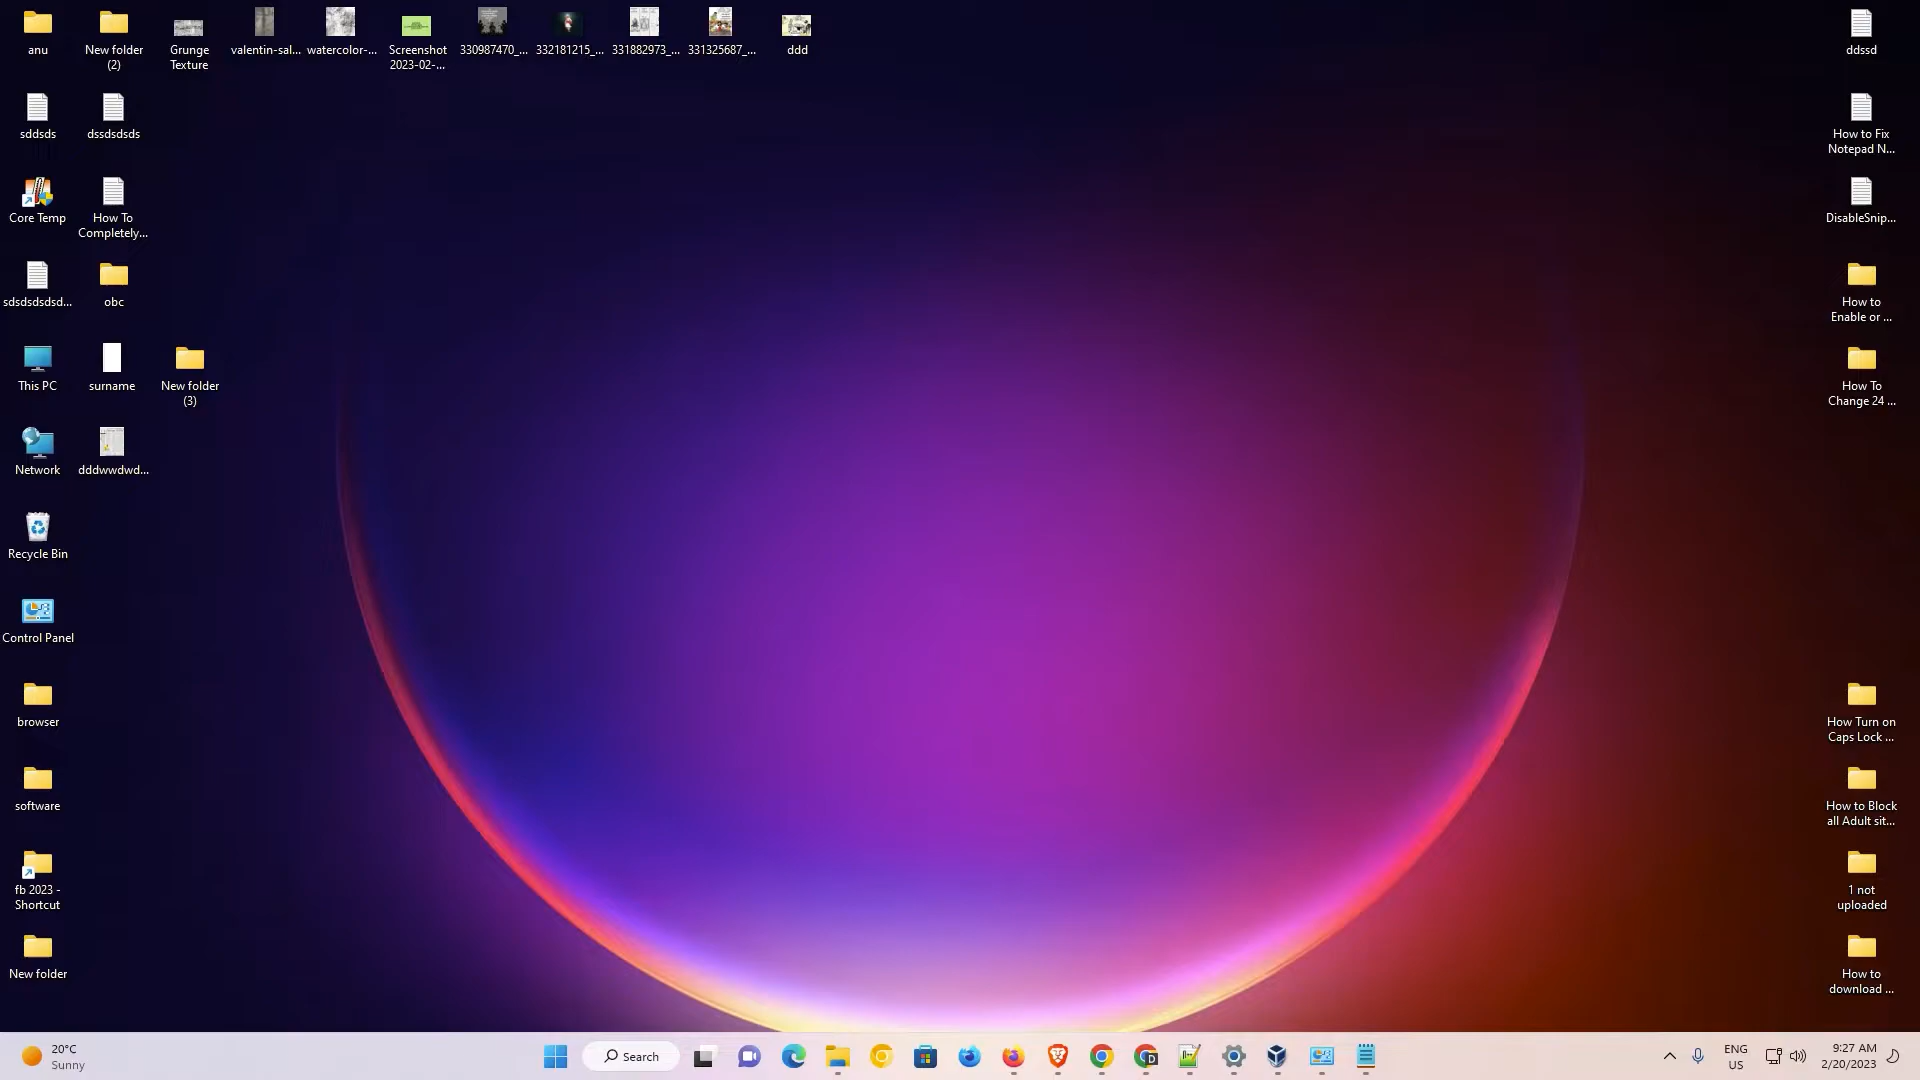 anu
New folder
(2)
Grunge
Texture
valentin-sal...
watercolor-...
Screenshot
2023-02-...
330987470_...
332181215_...
331882973_...
331325687_...
ddd
ddssd
sddsds
dssdsdsds
How to Fix
Notepad N...
Core Temp
How To
Completely...
DisableSnip...
sdsdsdsdsd...
obc
How to
Enable or ...
This PC
surname
New folder
(3)
How To
Change 24 ...
Network
dddwwdwd...
Recycle Bin
Control Panel
browser
How Turn on
Caps Lock ...
software
How to Block
all Adult sit...
fb 2023 -
Shortcut
1 not
uploaded
New folder
How to
download ...
20°C
Sunny
Search
ENG
US
9:27 AM
2/20/2023